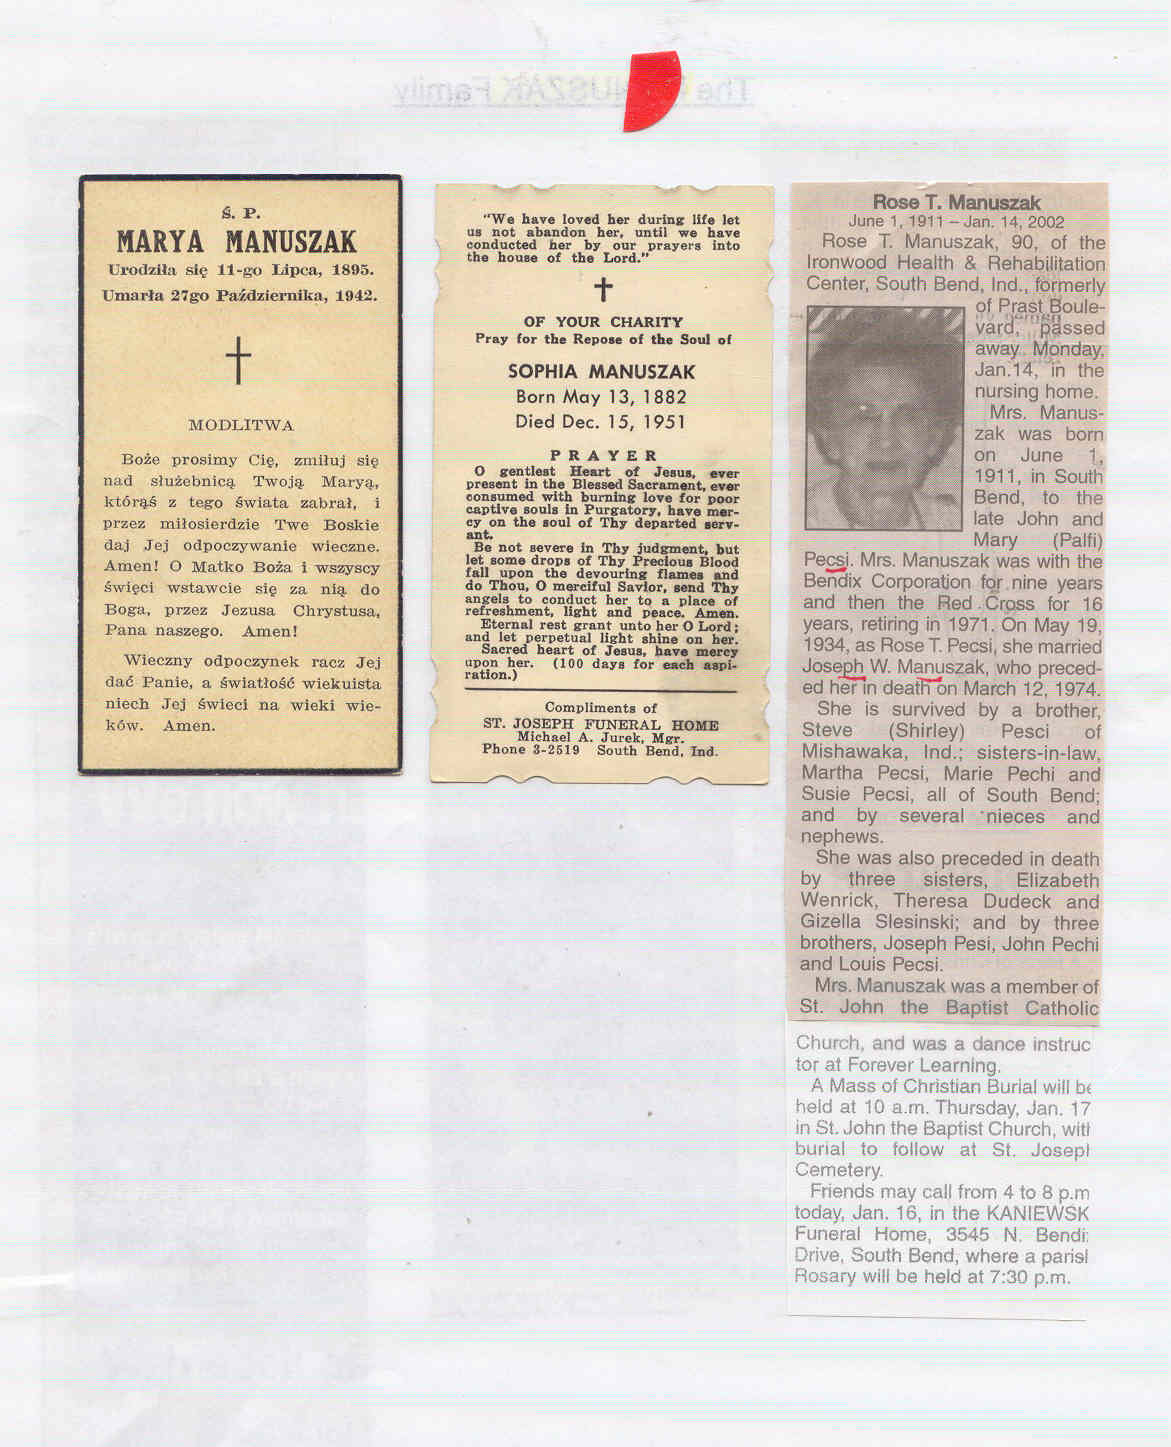 The MANUSZAK Family
Ś. P.
MARYA MANUSZAK
Urodziła się 11-go Lipca, 1895.
Umarła 27go Października, 1942.
MODLITWA
Boże prosimy Cię, zmiłuj się
nad służebnicą Twoją Maryą,
którąś z tego świata zabrał, i
przez miłosierdzie Twe Boskie
daj Jej odpoczywanie wieczne.
Amen! O Matko Boża i wszyscy
święci wstawcie się za nią do
Boga, przez Jezusa Chrystusa,
Pana naszego. Amen!
Wieczny odpoczynek racz Jej
dać Panie, a światłość wiekuista
niech Jej świeci na wieki wie-
ków. Amen.
"We have loved her during life let
us not abandon her, until we have
conducted her by our prayers into
the house of the Lord."
OF YOUR CHARITY
Pray for the Repose of the Soul of
SOPHIA MANUSZAK
Born May 13, 1882
Died Dec. 15, 1951
PRAYER
O gentlest Heart of Jesus, ever
present in the Blessed Sacrament, ever
consumed with burning love for poor
captive souls in Purgatory, have mer-
cy on the soul of Thy departed serv-
ant.
Be not severe in Thy judgment, but
let some drops of Thy Precious Blood
fall upon the devouring flames and
do Thou, O merciful Savior, send Thy
angels to conduct her to a place of
refreshment, light and peace. Amen.
Eternal rest grant unto her O Lord;
and let perpetual light shine on her.
Sacred heart of Jesus, have mercy
upon her. (100 days for each aspi-
ration.)
Compliments of
ST. JOSEPH FUNERAL HOME
Michael A. Jurek, Mgr.
Phone 3-2519 South Bend, Ind.
Rose T. Manuszak
June 1, 1911 – Jan. 14, 2002
Rose T. Manuszak, 90, of the
Ironwood Health & Rehabilitation
Center, South Bend, Ind., formerly
of Prast Boule-
vard, passed
away Monday,
Jan.14, in the
nursing home.
Mrs. Manus-
zak was born
on June 1,
1911, in South
Bend, to the
late John and
Mary (Palfi)
Pecsi. Mrs. Manuszak was with the
Bendix Corporation for nine years
and then the Red Cross for 16
years, retiring in 1971. On May 19,
1934, as Rose T. Pecsi, she married
Joseph W. Manuszak, who preced-
ed her in death on March 12, 1974.
She is survived by a brother,
Steve (Shirley) Pesci of
Mishawaka, Ind.; sisters-in-law,
Martha Pecsi, Marie Pechi and
Susie Pecsi, all of South Bend;
and by several nieces and
nephews.
She was also preceded in death
by three sisters, Elizabeth
Wenrick, Theresa Dudeck and
Gizella Slesinski; and by three
brothers, Joseph Pesi, John Pechi
and Louis Pecsi.
Mrs. Manuszak was a member of
St. John the Baptist Catholic
Church, and was a dance instruc
tor at Forever Learning.
A Mass of Christian Burial will be
held at 10 a.m. Thursday, Jan. 17
in St. John the Baptist Church, with
burial to follow at St. Joseph
Cemetery.
Friends may call from 4 to 8 p.m
today, Jan. 16, in the KANIEWSK
Funeral Home, 3545 N. Bendi
Drive, South Bend, where a parish
Rosary will be held at 7:30 p.m.